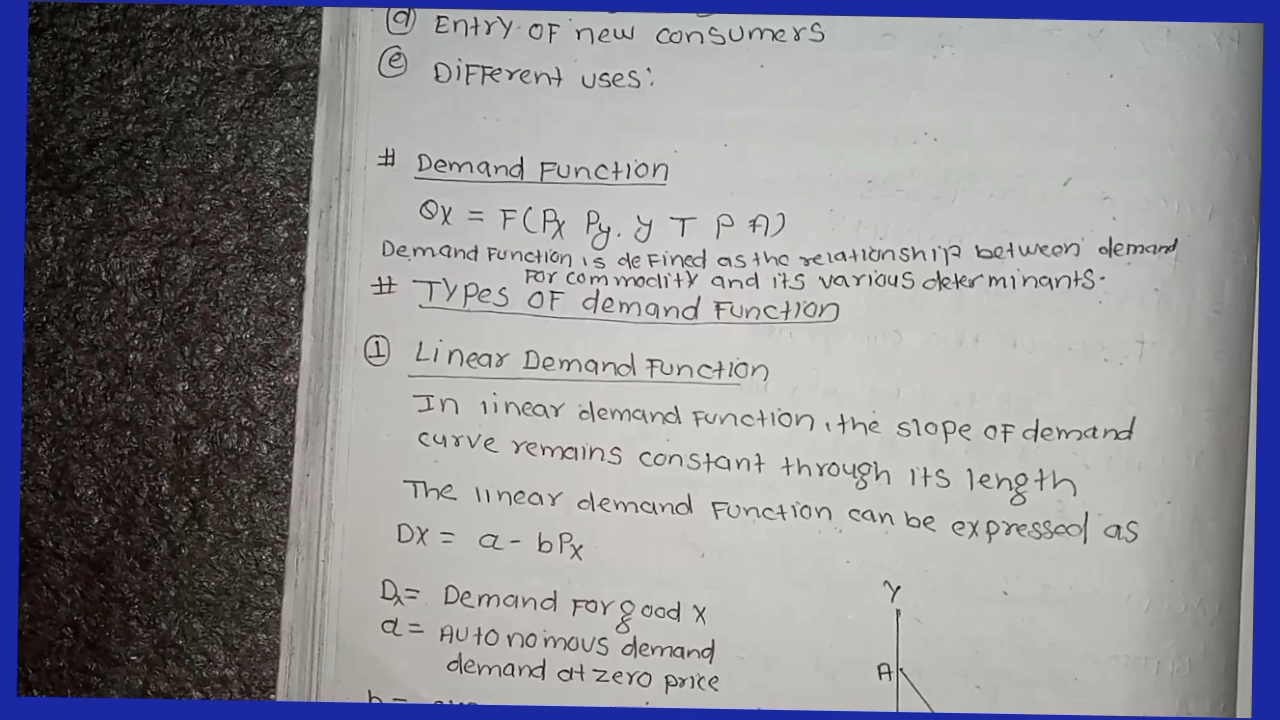 (d) Entry of new consumers
(e) Different uses:
# Demand Function
Qx = F(Px Py. y T P A)
Demand Function is defined as the relationship between demand
For commodity and its various determinants.
# Types of demand Function
(1) Linear Demand Function
In linear demand Function, the slope of demand
curve remains constant through its length
The linear demand Function can be expressed as
Dx = a - bPx
Y
Dx = Demand For good x
a = Autonomous demand
A
demand at zero price